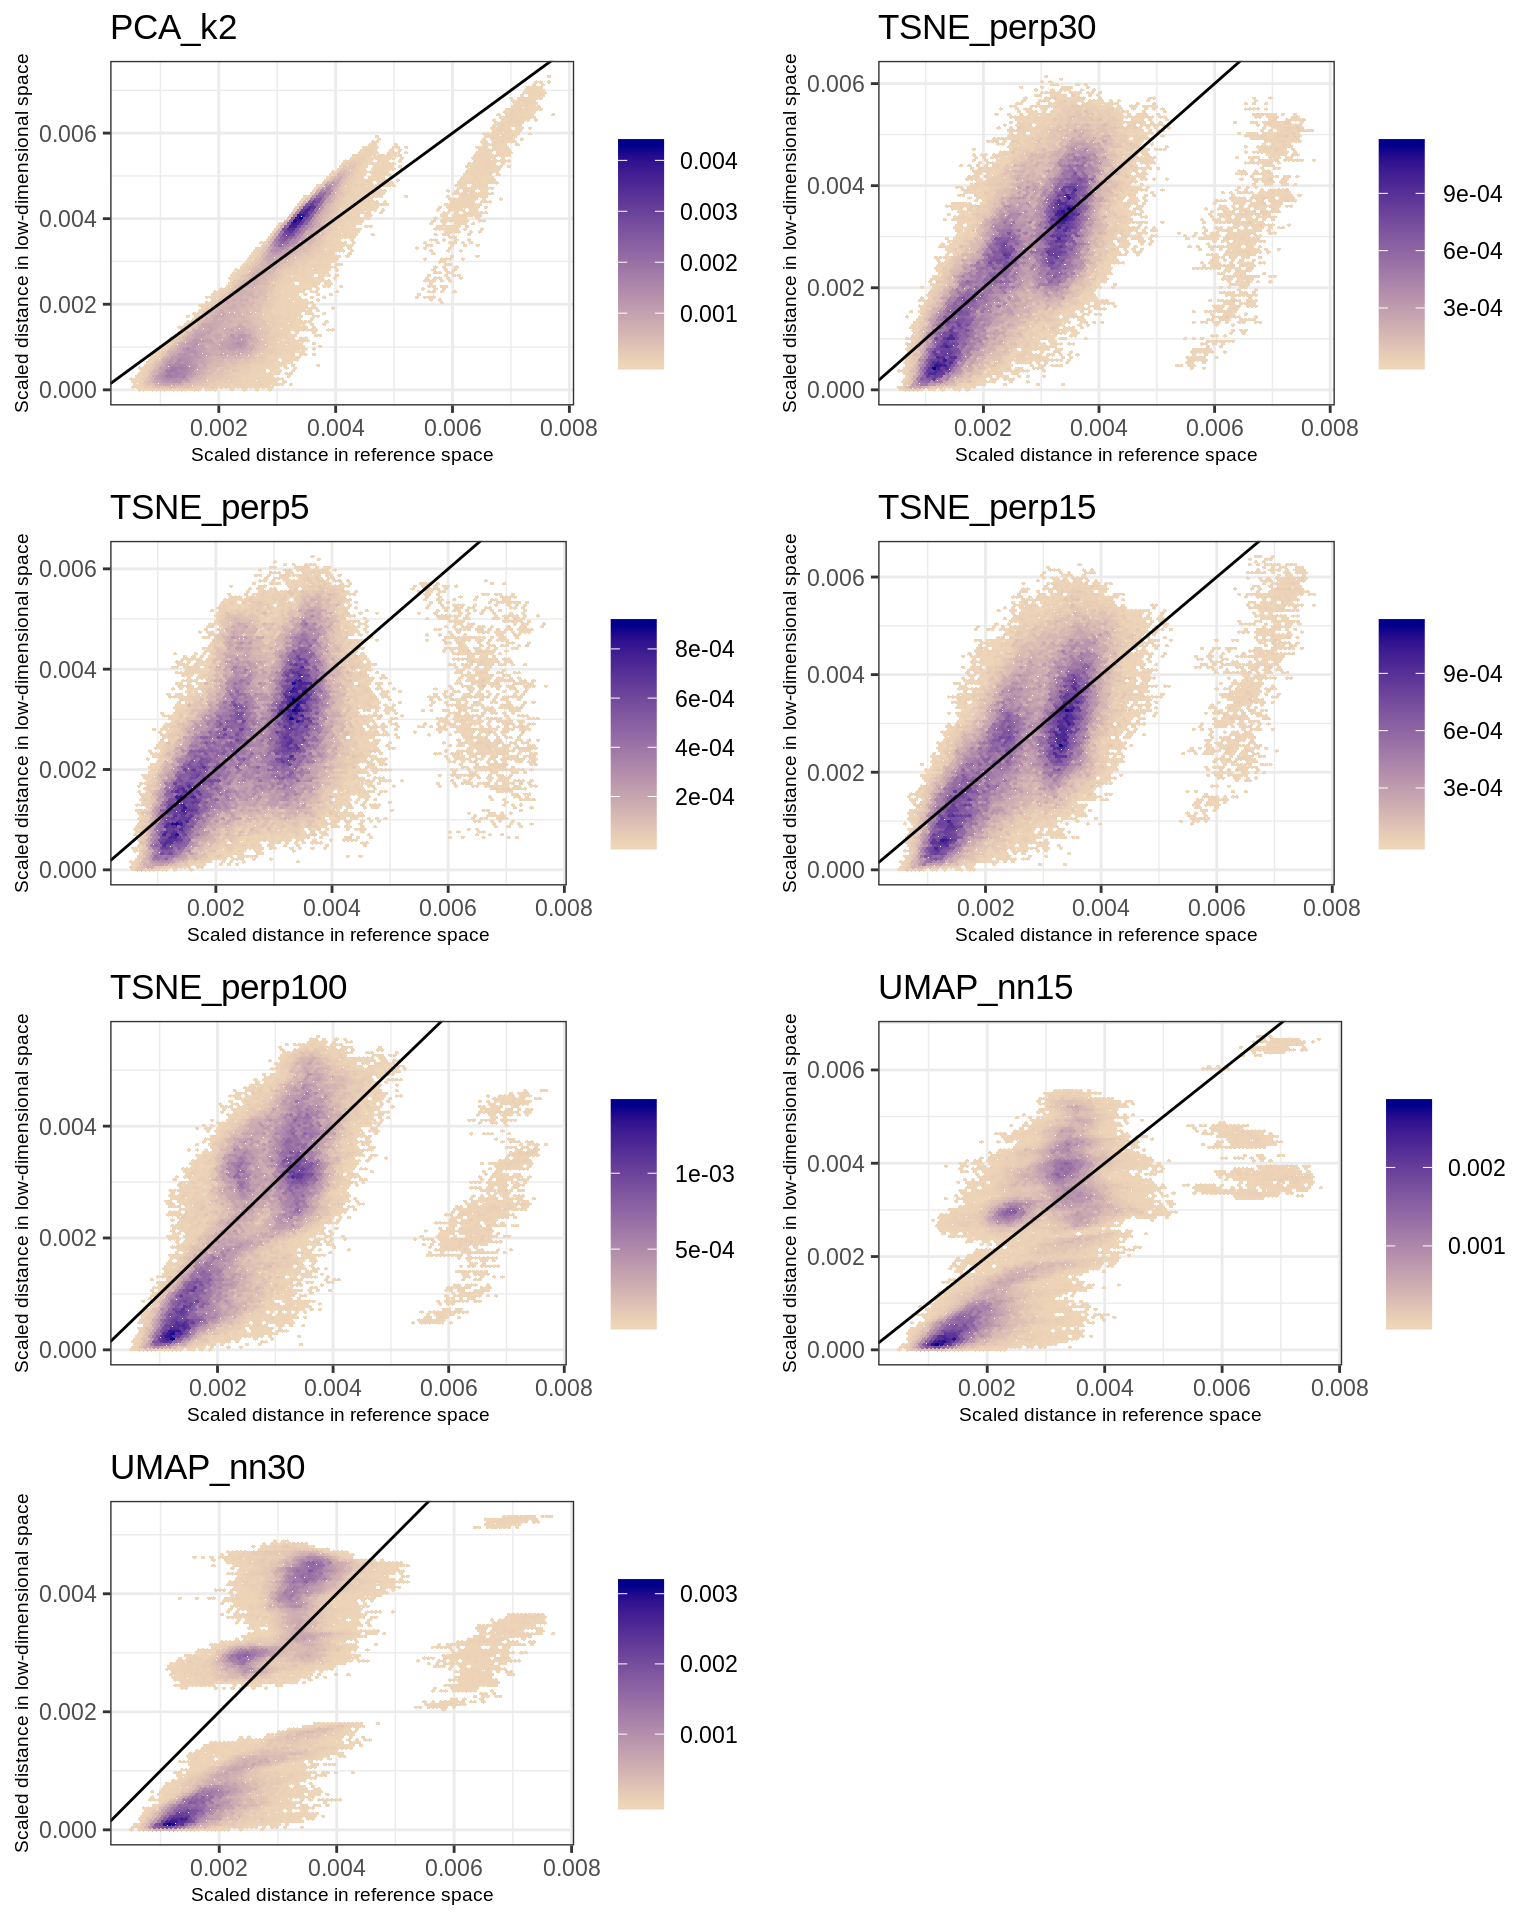 PCA_k2
Scaled distance in low-dimensional space
0.006
0.004
0.002
0.000
0.002 0.004 0.006 0.008
Scaled distance in reference space
0.004
0.003
0.002
0.001
TSNE_perp30
Scaled distance in low-dimensional space
0.006
0.004
0.002
0.000
0.002 0.004 0.006 0.008
Scaled distance in reference space
9e-04
6e-04
3e-04
TSNE_perp5
Scaled distance in low-dimensional space
0.006
0.004
0.002
0.000
0.002 0.004 0.006 0.008
Scaled distance in reference space
8e-04
6e-04
4e-04
2e-04
TSNE_perp15
Scaled distance in low-dimensional space
0.006
0.004
0.002
0.000
0.002 0.004 0.006 0.008
Scaled distance in reference space
9e-04
6e-04
3e-04
TSNE_perp100
Scaled distance in low-dimensional space
0.004
0.002
0.000
0.002 0.004 0.006 0.008
Scaled distance in reference space
1e-03
5e-04
UMAP_nn15
Scaled distance in low-dimensional space
0.006
0.004
0.002
0.000
0.002 0.004 0.006 0.008
Scaled distance in reference space
0.002
0.001
UMAP_nn30
Scaled distance in low-dimensional space
0.004
0.002
0.000
0.002 0.004 0.006 0.008
Scaled distance in reference space
0.003
0.002
0.001